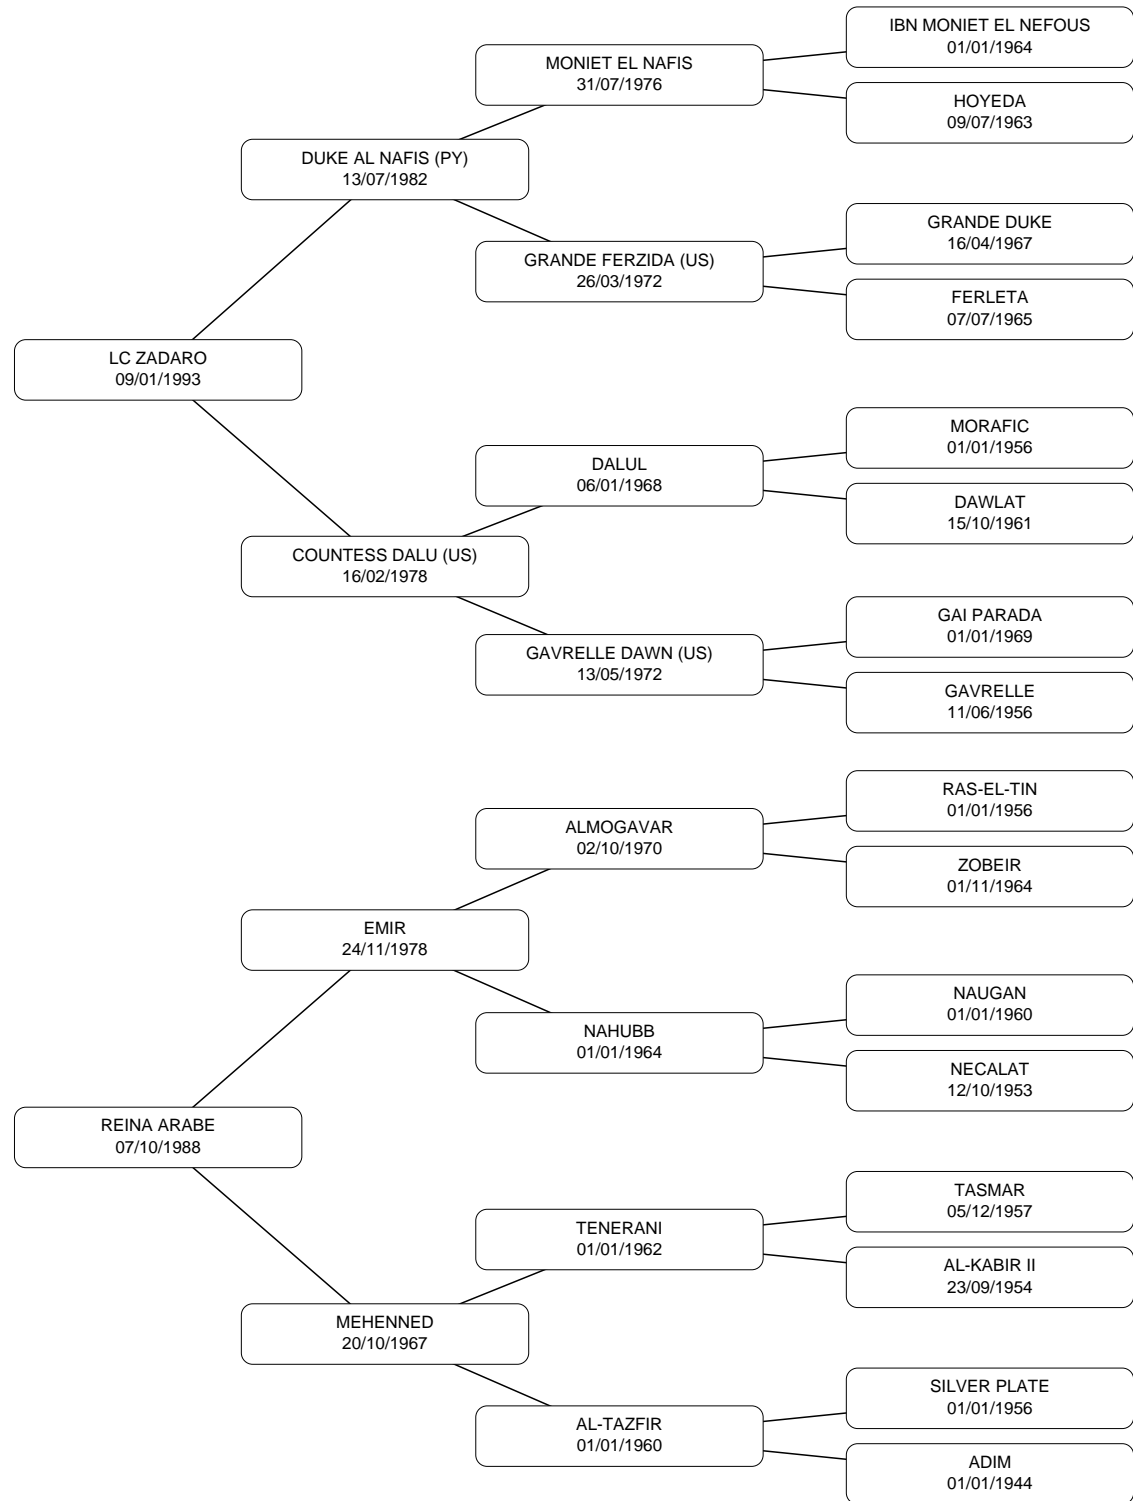 IBN MONIET EL NEFOUS
01/01/1964
MONIET EL NAFIS
31/07/1976
HOYEDA
09/07/1963
DUKE AL NAFIS (PY)
13/07/1982
GRANDE DUKE
16/04/1967
GRANDE FERZIDA (US)
26/03/1972
FERLETA
07/07/1965
LC ZADARO
09/01/1993
MORAFIC
01/01/1956
DALUL
06/01/1968
DAWLAT
15/10/1961
COUNTESS DALU (US)
16/02/1978
GAI PARADA
01/01/1969
GAVRELLE DAWN (US)
13/05/1972
GAVRELLE
11/06/1956
RAS-EL-TIN
01/01/1956
ALMOGAVAR
02/10/1970
ZOBEIR
01/11/1964
EMIR
24/11/1978
NAUGAN
01/01/1960
NAHUBB
01/01/1964
NECALAT
12/10/1953
REINA ARABE
07/10/1988
TASMAR
05/12/1957
TENERANI
01/01/1962
AL-KABIR II
23/09/1954
MEHENNED
20/10/1967
SILVER PLATE
01/01/1956
AL-TAZFIR
01/01/1960
ADIM
01/01/1944